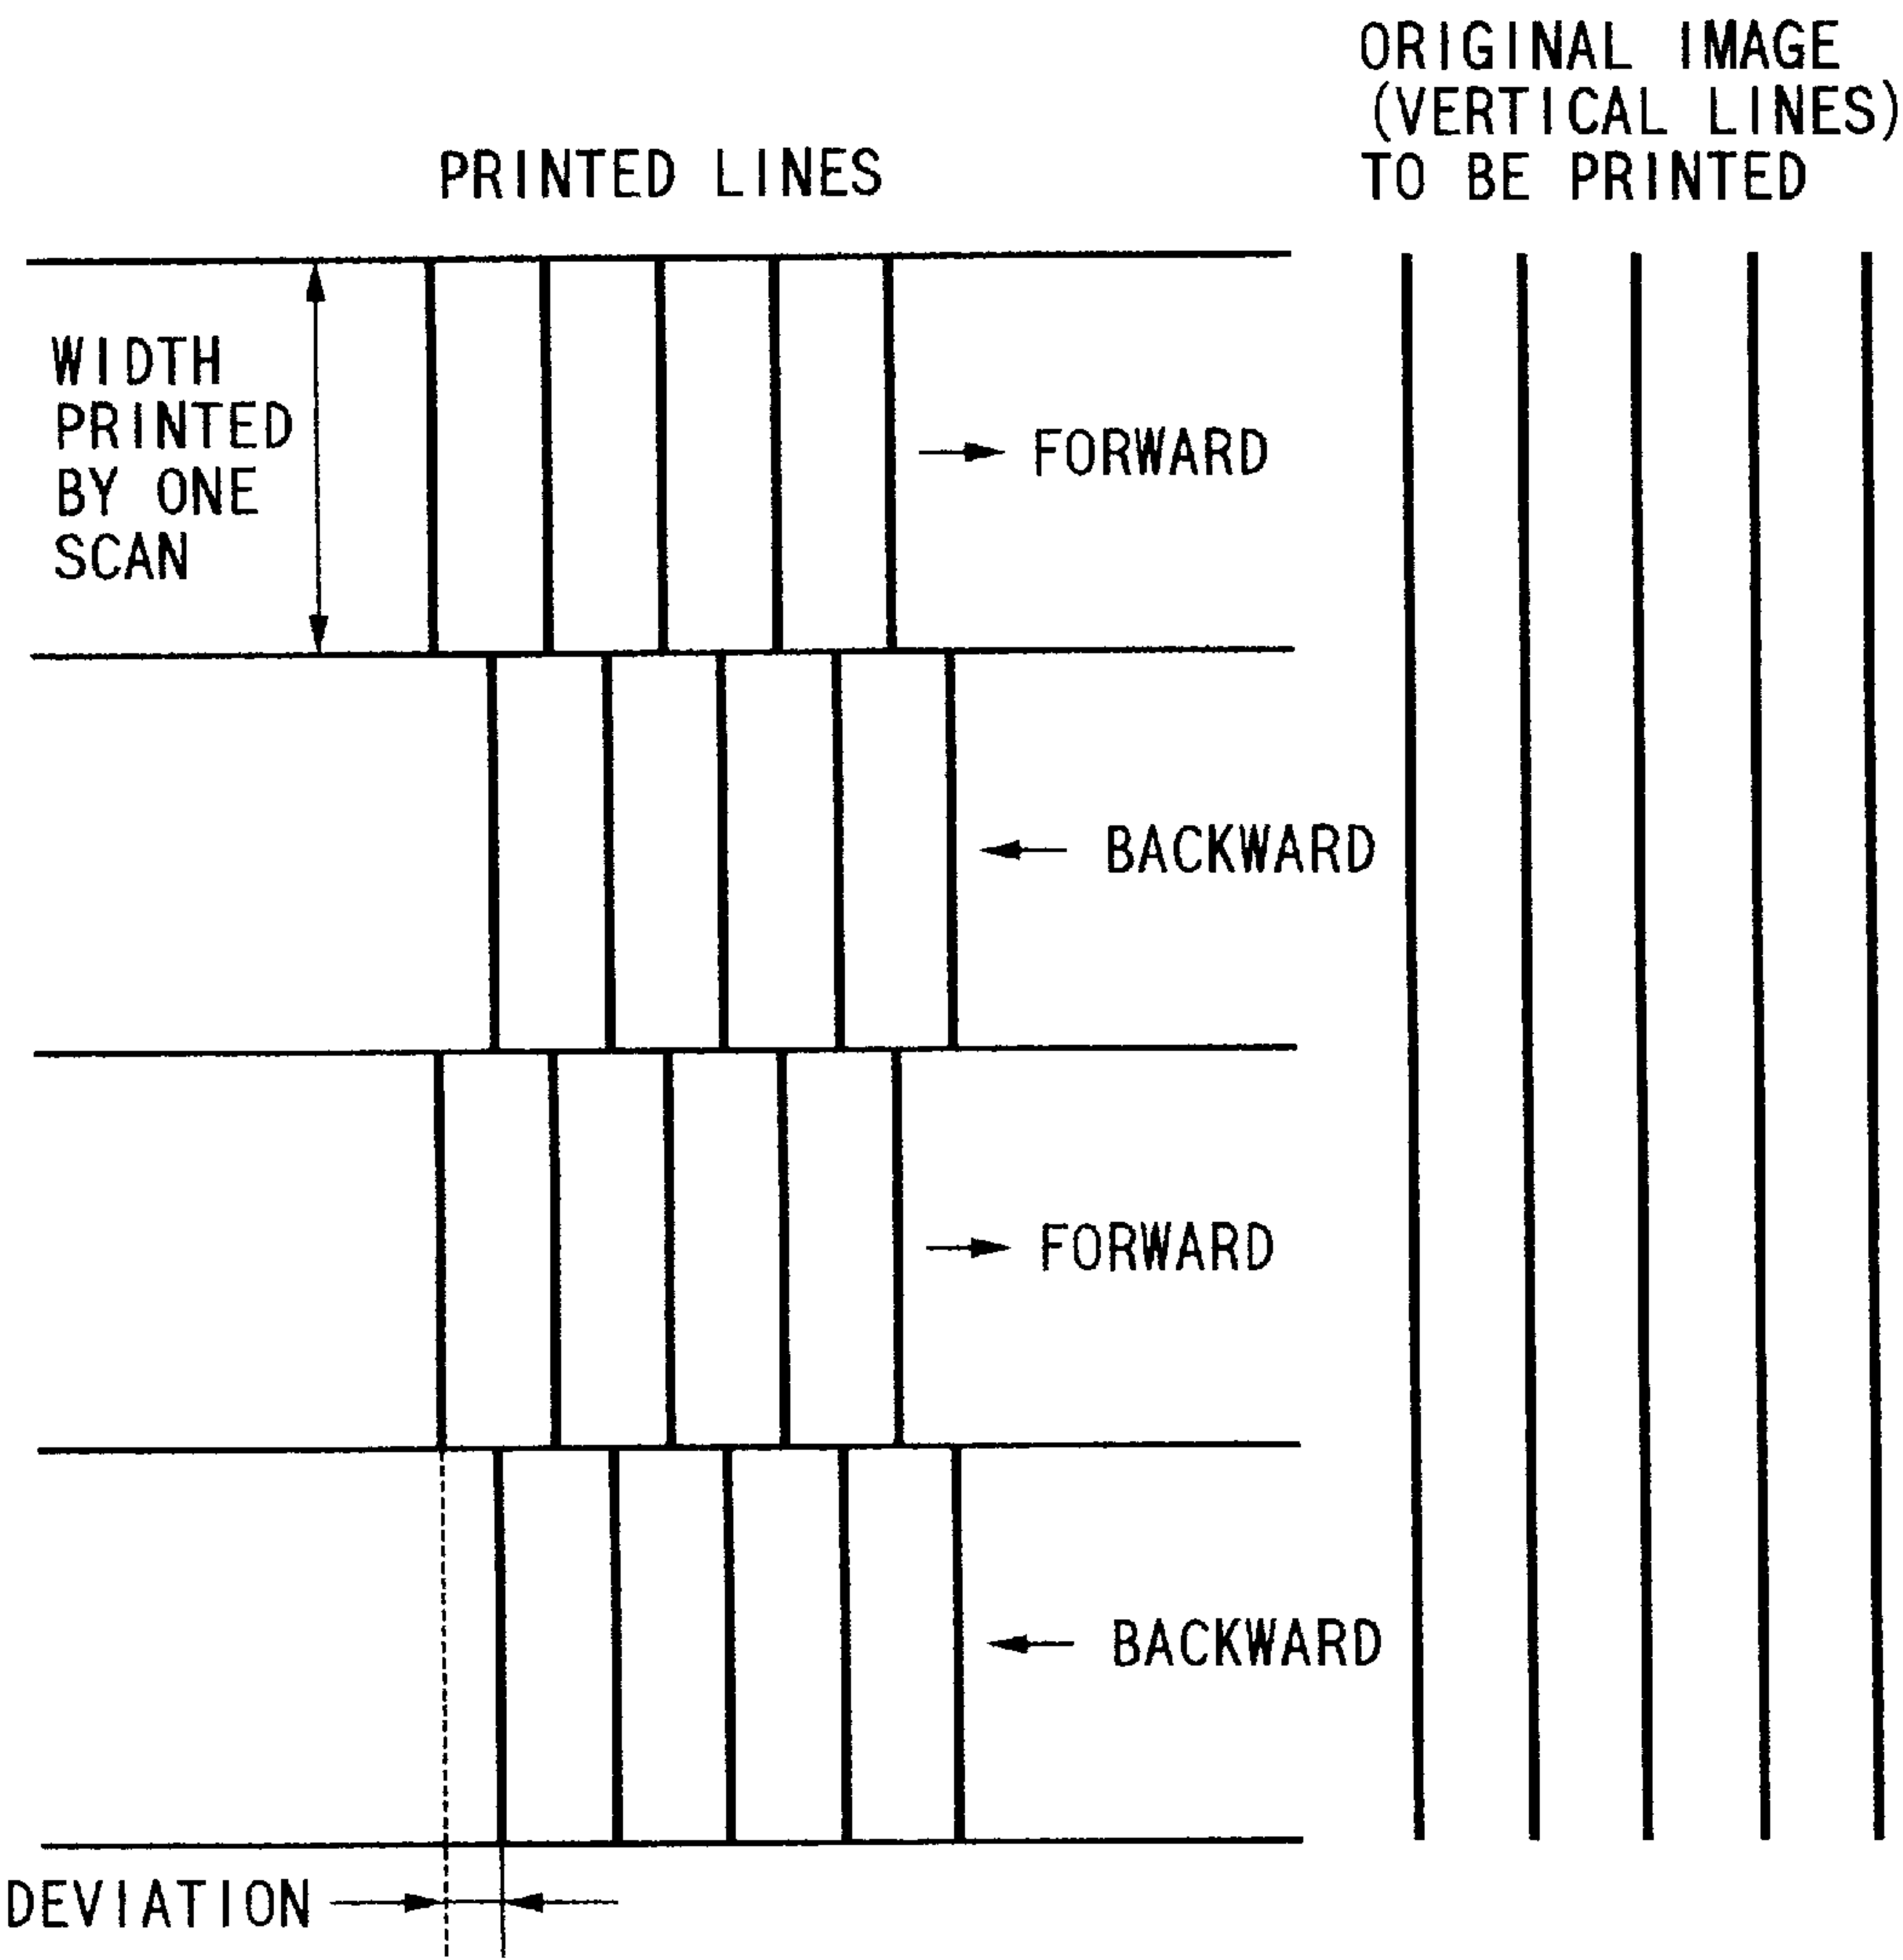 ORIGINAL IMAGE
(VERTICAL LINES)
TO BE PRINTED
PRINTED LINES
WIDTH
PRINTED
BY ONE
SCAN
FORWARD
BACKWARD
FORWARD
BACKWARD
DEVIATION